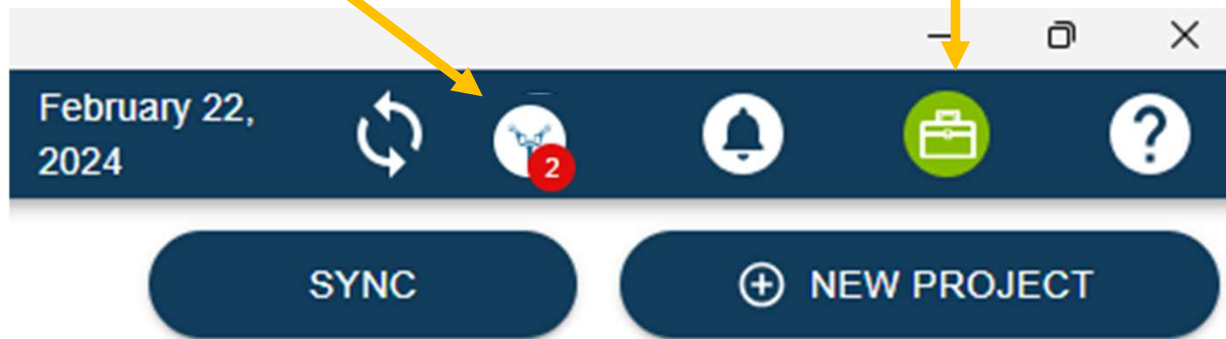 February 22,
2024
2
?
SYNC
NEW PROJECT